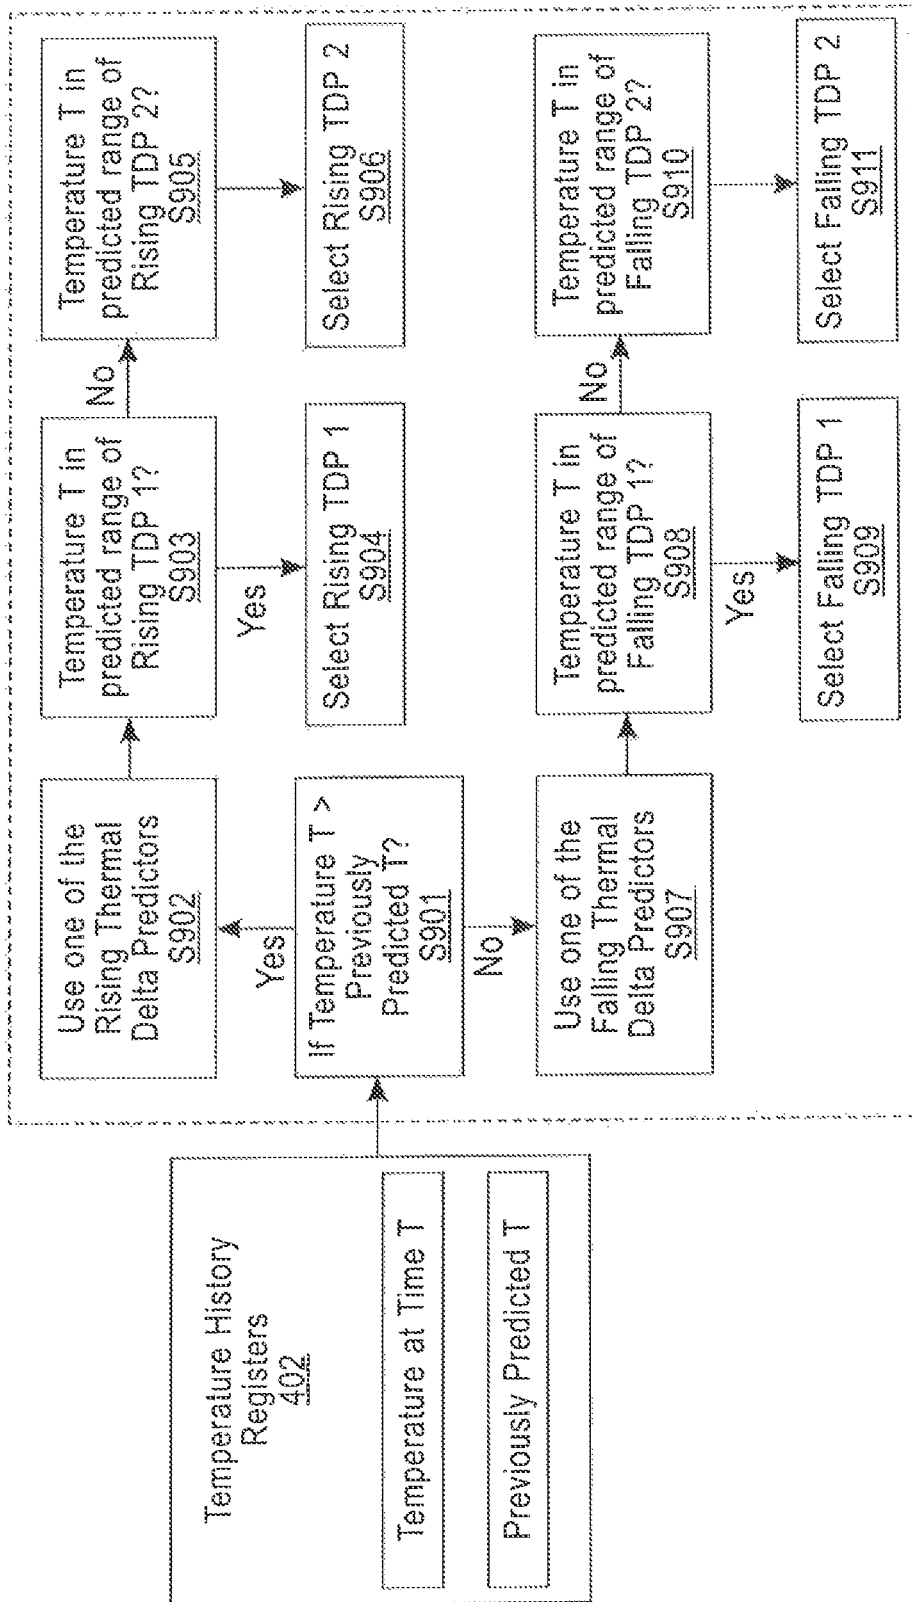 Temperature History
Registers
402
Temperature at Time T
Previously Predicted T
If Temperature T >
Previously
Predicted T?
S901
Yes
No
Use one of the
Rising Thermal
Delta Predictors
S902
Temperature T in
predicted range of
Rising TDP 1?
S903
Yes
No
Select Rising TDP 1
S904
Temperature T in
predicted range of
Rising TDP 2?
S905
Select Rising TDP 2
S906
Use one of the
Falling Thermal
Delta Predictors
S907
Temperature T in
predicted range of
Falling TDP 1?
S908
Yes
No
Select Falling TDP 1
S909
Temperature T in
predicted range of
Falling TDP 2?
S910
Select Falling TDP 2
S911